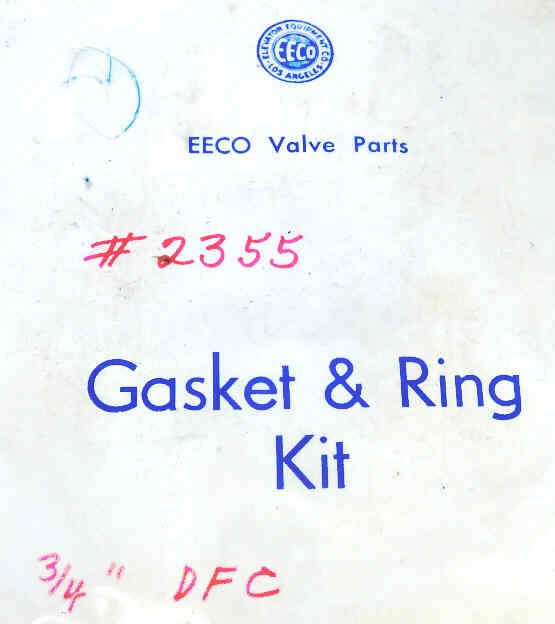 ELEVATOR EQUIPMENT CO.
EECO
LOS ANGELES
EECO Valve Parts
# 2355
Gasket & Ring
Kit
3/4" DFC